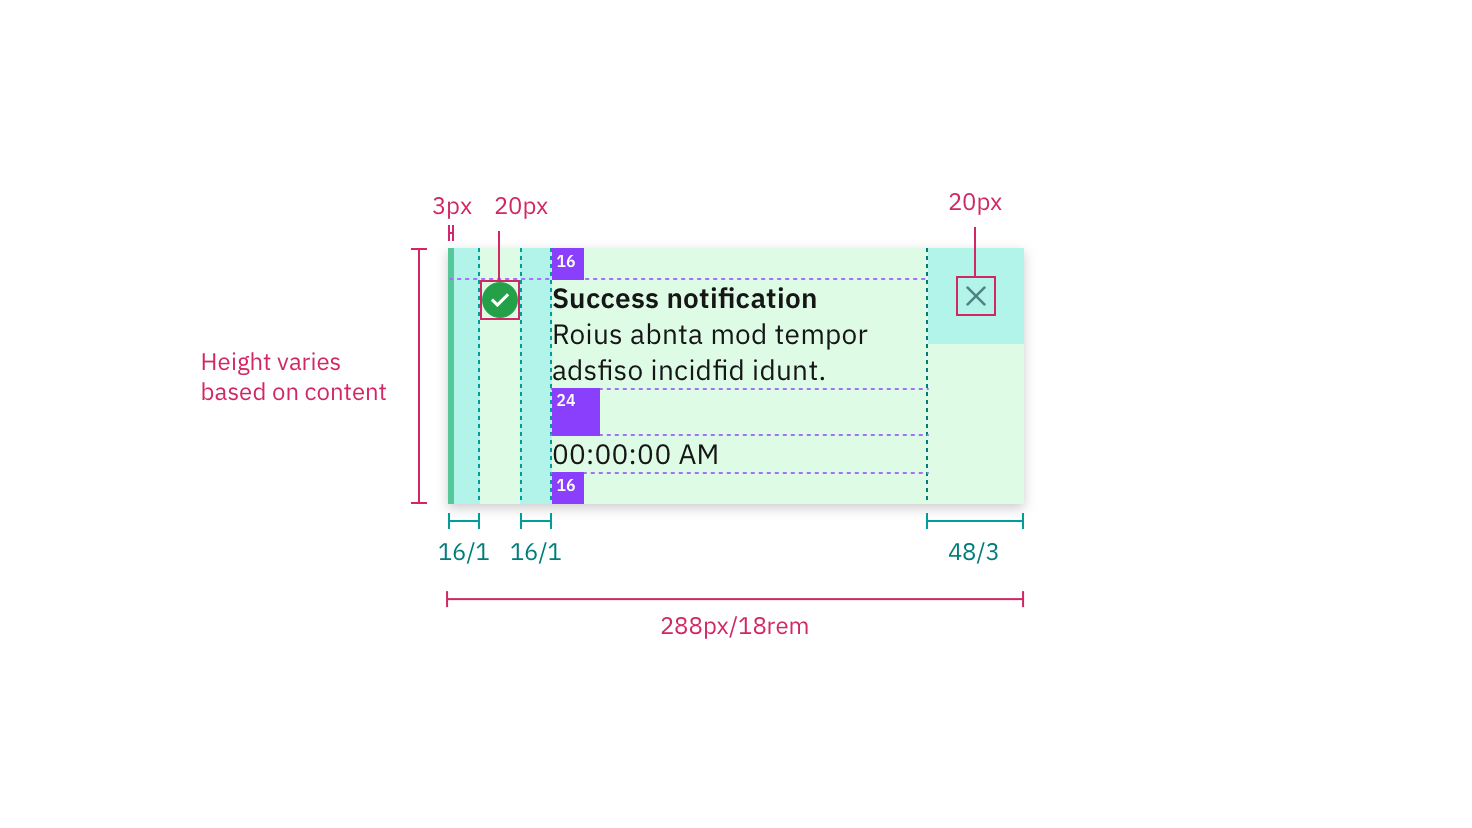 3px
20px
20px
16
Success notification
Roius abnta mod tempor
adsfiso incidfid idunt.
Height varies
based on content
24
00:00:00 AM
16
16/1
16/1
48/3
288px/18rem